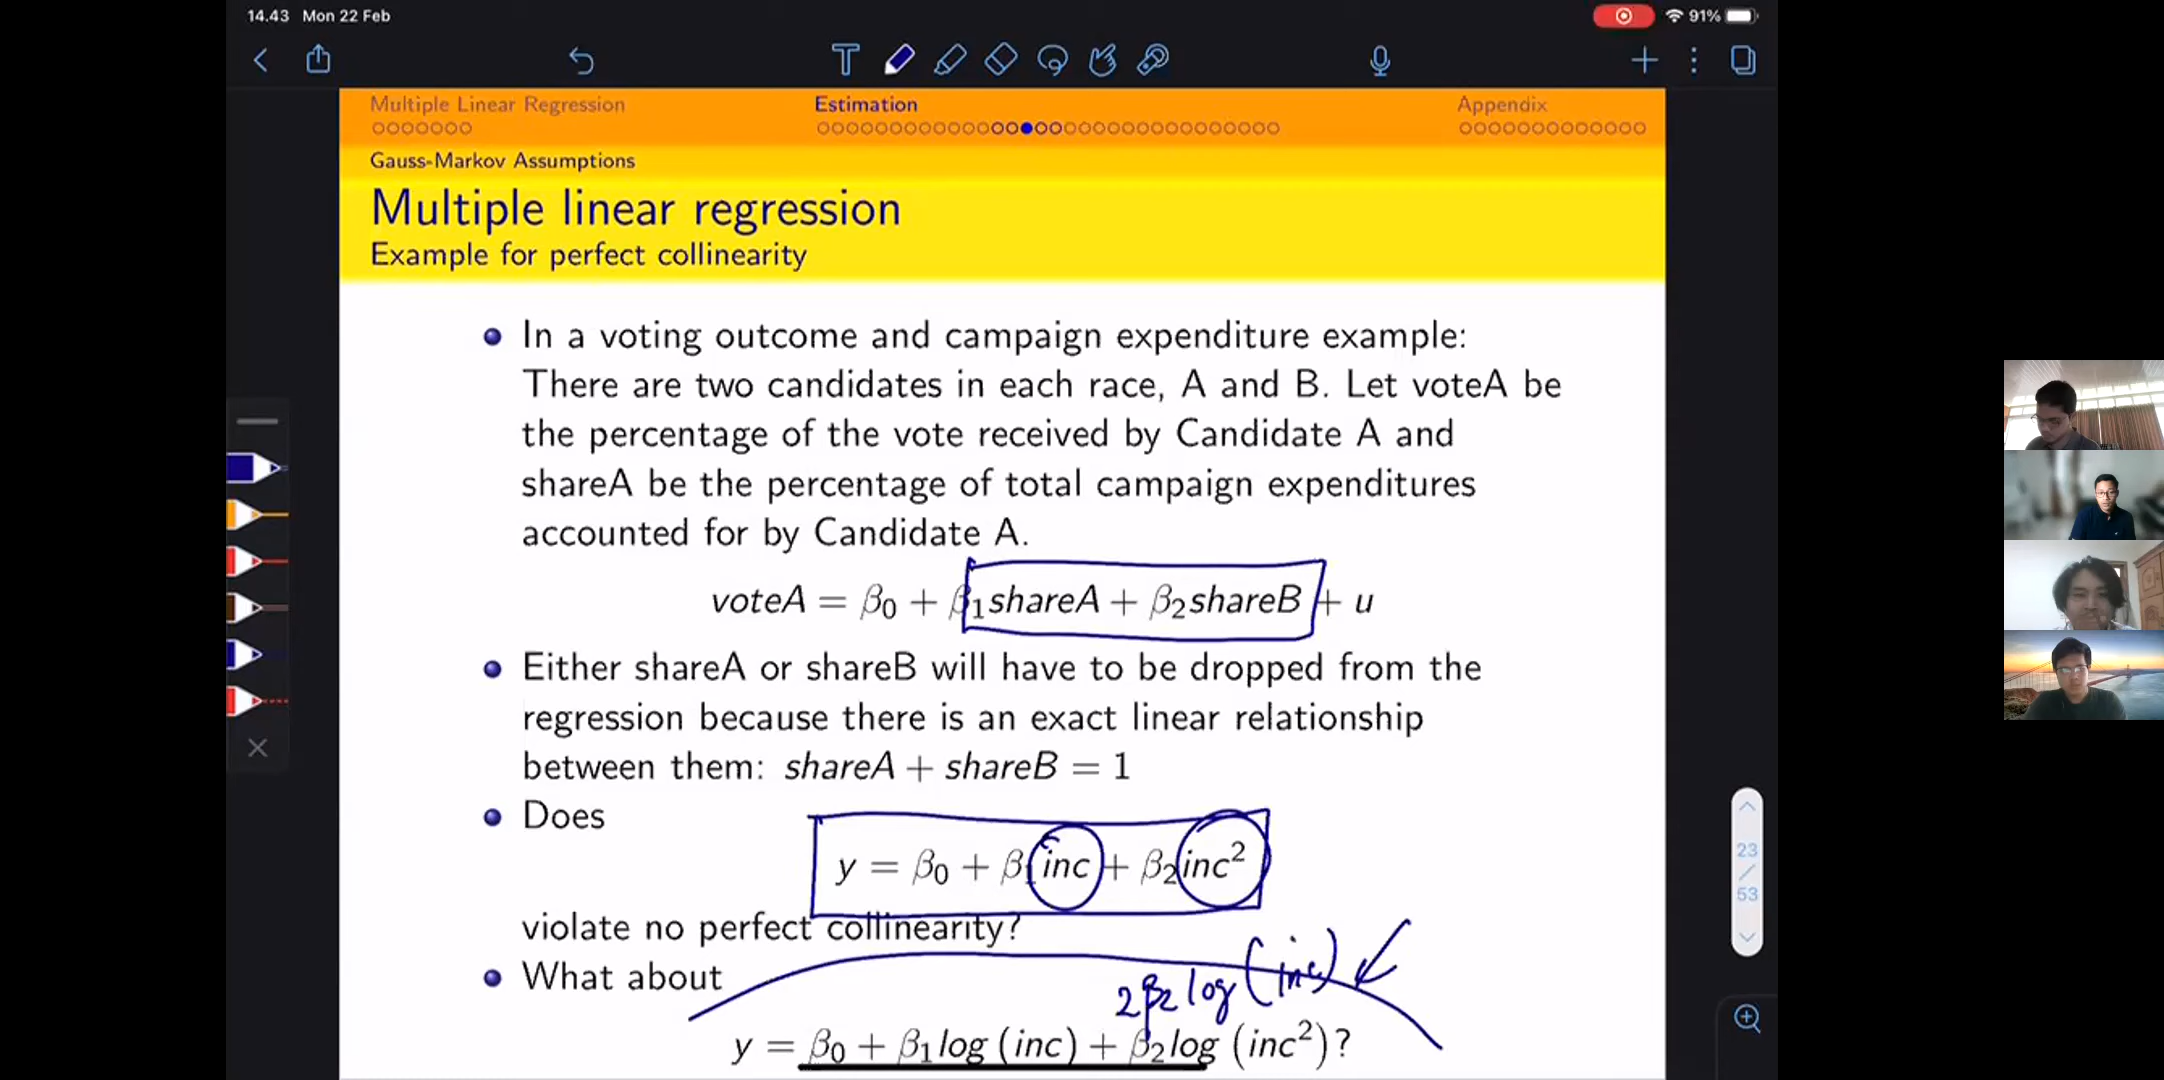 14.43 Mon 22 Feb
91%
Multiple Linear Regression
Estimation
Appendix
Gauss-Markov Assumptions
Multiple linear regression
Example for perfect collinearity
In a voting outcome and campaign expenditure example:
There are two candidates in each race, A and B. Let voteA be
the percentage of the vote received by Candidate A and
shareA be the percentage of total campaign expenditures
accounted for by Candidate A.
voteA = β₀ + β₁shareA + β₂shareB + u
Either shareA or shareB will have to be dropped from the
regression because there is an exact linear relationship
between them: shareA + shareB = 1
Does
y = β₀ + β₁inc + β₂inc²
violate no perfect collinearity?
What about
2β₂ log (inc)
y = β₀ + β₁log (inc) + β₂log (inc²)?
23
/
53